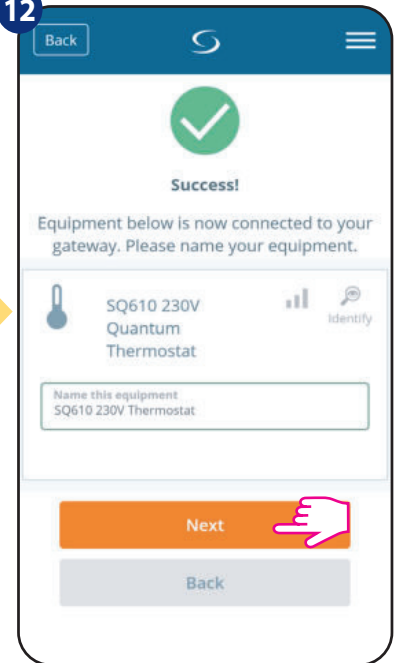 12
Back
Success!
Equipment below is now connected to your
gateway. Please name your equipment.
SQ610 230V
Quantum
Thermostat
Identify
Name this equipment
SQ610 230V Thermostat
Next
Back